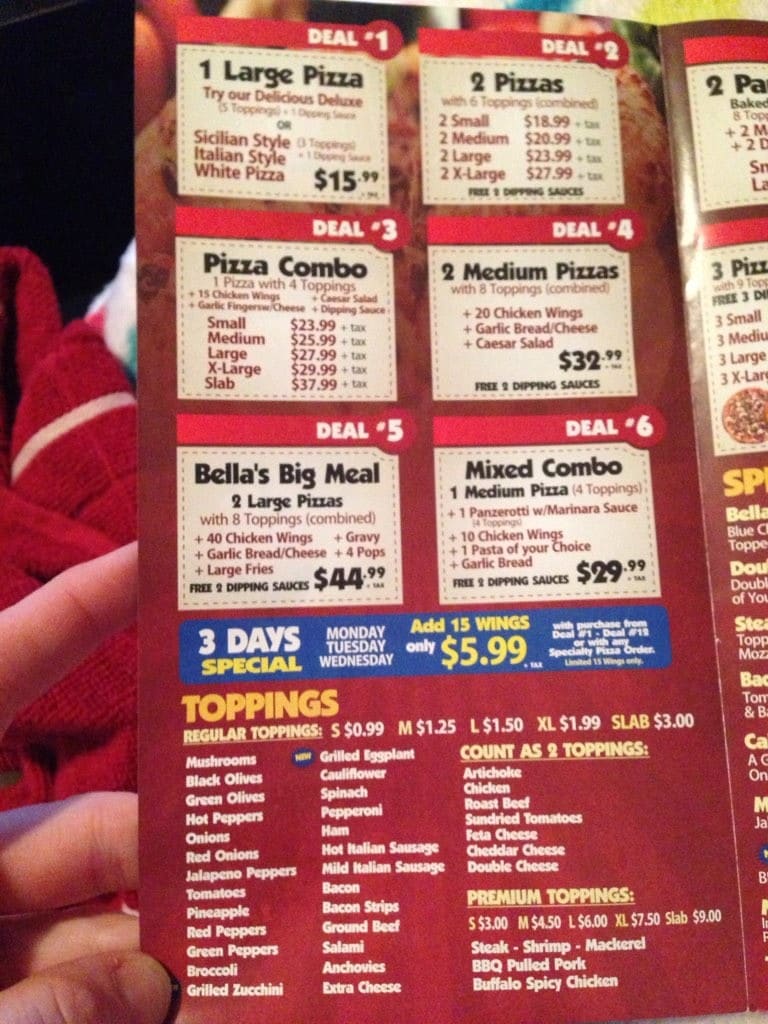 DEAL #1
1 Large Pizza
Try our Delicious Deluxe
(5 Toppings) + 1 Dipping Sauce
OR
Sicilian Style (3 Toppings)
Italian Style + 1 Dipping Sauce
White Pizza $15.99
+ TAX
DEAL #2
2 Pizzas
with 6 Toppings (combined)
2 Small $18.99 + tax
2 Medium $20.99 + tax
2 Large $23.99 + tax
2 X-Large $27.99 + tax
FREE 2 DIPPING SAUCES
DEAL #3
Pizza Combo
1 Pizza with 4 Toppings
+ 15 Chicken Wings + Caesar Salad
+ Garlic Fingersw/Cheese + Dipping Sauce
Small $23.99 + tax
Medium $25.99 + tax
Large $27.99 + tax
X-Large $29.99 + tax
Slab $37.99 + tax
DEAL #4
2 Medium Pizzas
with 8 Toppings (combined)
+ 20 Chicken Wings
+ Garlic Bread/Cheese
+ Caesar Salad
$32.99
+ TAX
FREE 2 DIPPING SAUCES
DEAL #5
Bella's Big Meal
2 Large Pizzas
with 8 Toppings (combined)
+ 40 Chicken Wings + Gravy
+ Garlic Bread/Cheese + 4 Pops
+ Large Fries
FREE 2 DIPPING SAUCES $44.99
+ TAX
DEAL #6
Mixed Combo
1 Medium Pizza (4 Toppings)
+ 1 Panzerotti w/Marinara Sauce
(4 Toppings)
+ 10 Chicken Wings
+ 1 Pasta of your Choice
+ Garlic Bread
FREE 2 DIPPING SAUCES $29.99
+ TAX
3 DAYS
SPECIAL
MONDAY
TUESDAY
WEDNESDAY
Add 15 WINGS
only $5.99
+ TAX
with purchase from
Deal #1 - Deal #12
or with any
Specialty Pizza Order.
Limited 15 Wings only.
TOPPINGS
REGULAR TOPPINGS: S $0.99 M $1.25 L $1.50 XL $1.99 SLAB $3.00
Mushrooms
Black Olives
Green Olives
Hot Peppers
Onions
Red Onions
Jalapeno Peppers
Tomatoes
Pineapple
Red Peppers
Green Peppers
Broccoli
Grilled Zucchini
NEW Grilled Eggplant
Cauliflower
Spinach
Pepperoni
Ham
Hot Italian Sausage
Mild Italian Sausage
Bacon
Bacon Strips
Ground Beef
Salami
Anchovies
Extra Cheese
COUNT AS 2 TOPPINGS:
Artichoke
Chicken
Roast Beef
Sundried Tomatoes
Feta Cheese
Cheddar Cheese
Double Cheese
PREMIUM TOPPINGS:
S $3.00 M $4.50 L $6.00 XL $7.50 Slab $9.00
Steak - Shrimp - Mackerel
BBQ Pulled Pork
Buffalo Spicy Chicken
2 Pa
Baked
8 Topp
+ 2 M
+ 2 D
Sm
La
3 Pizz
with 9 Topp
FREE 3 DI
3 Small
3 Mediu
3 Large
3 X-Larg
SP
Bella
Blue Ch
Toppe
Dou
Doubl
of You
Stea
Topp
Mozz
Bac
Tom
& Ba
Ca
A G
On
M
Ja